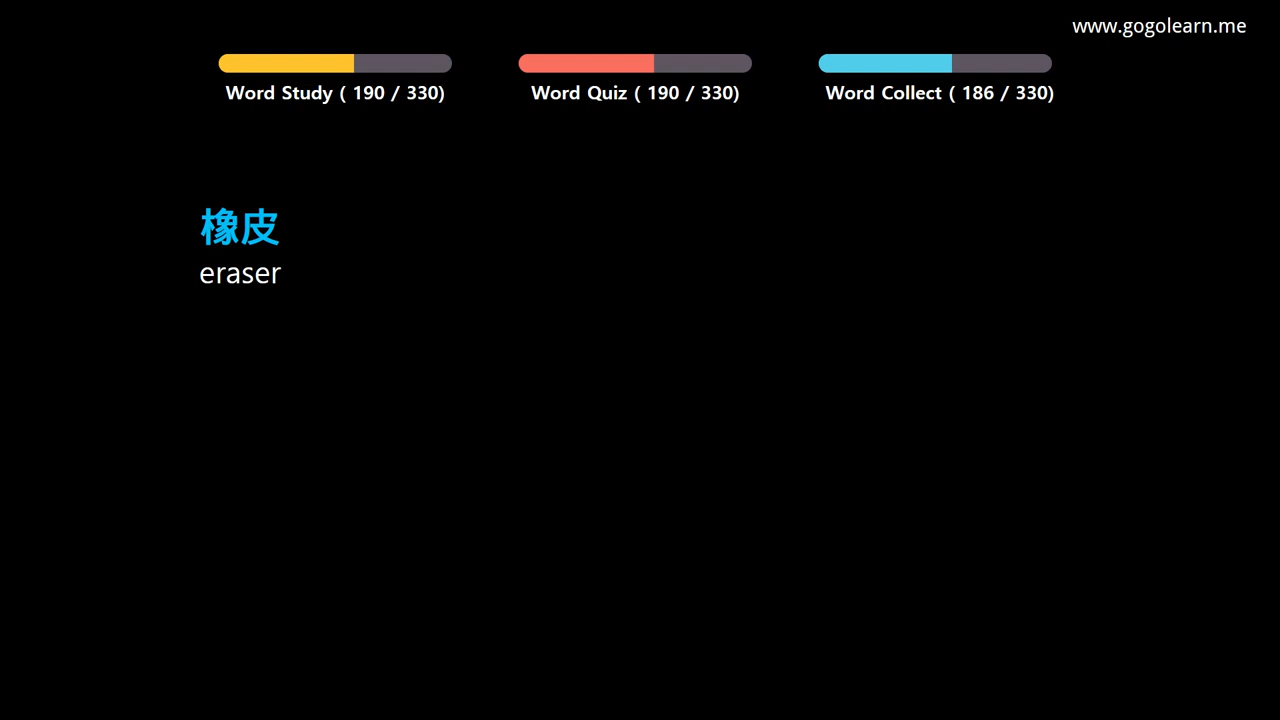 www.gogolearn.me
Word Study ( 190 / 330)
Word Quiz ( 190 / 330)
Word Collect ( 186 / 330)
橡皮
eraser